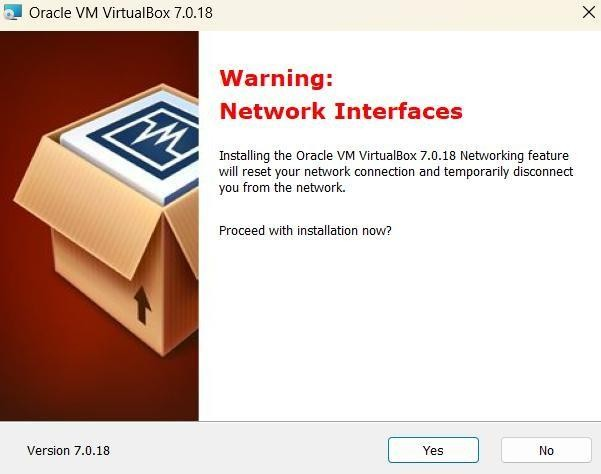 Oracle VM VirtualBox 7.0.18
Warning:
Network Interfaces
Installing the Oracle VM VirtualBox 7.0.18 Networking feature
will reset your network connection and temporarily disconnect
you from the network.
Proceed with installation now?
Version 7.0.18
Yes
No